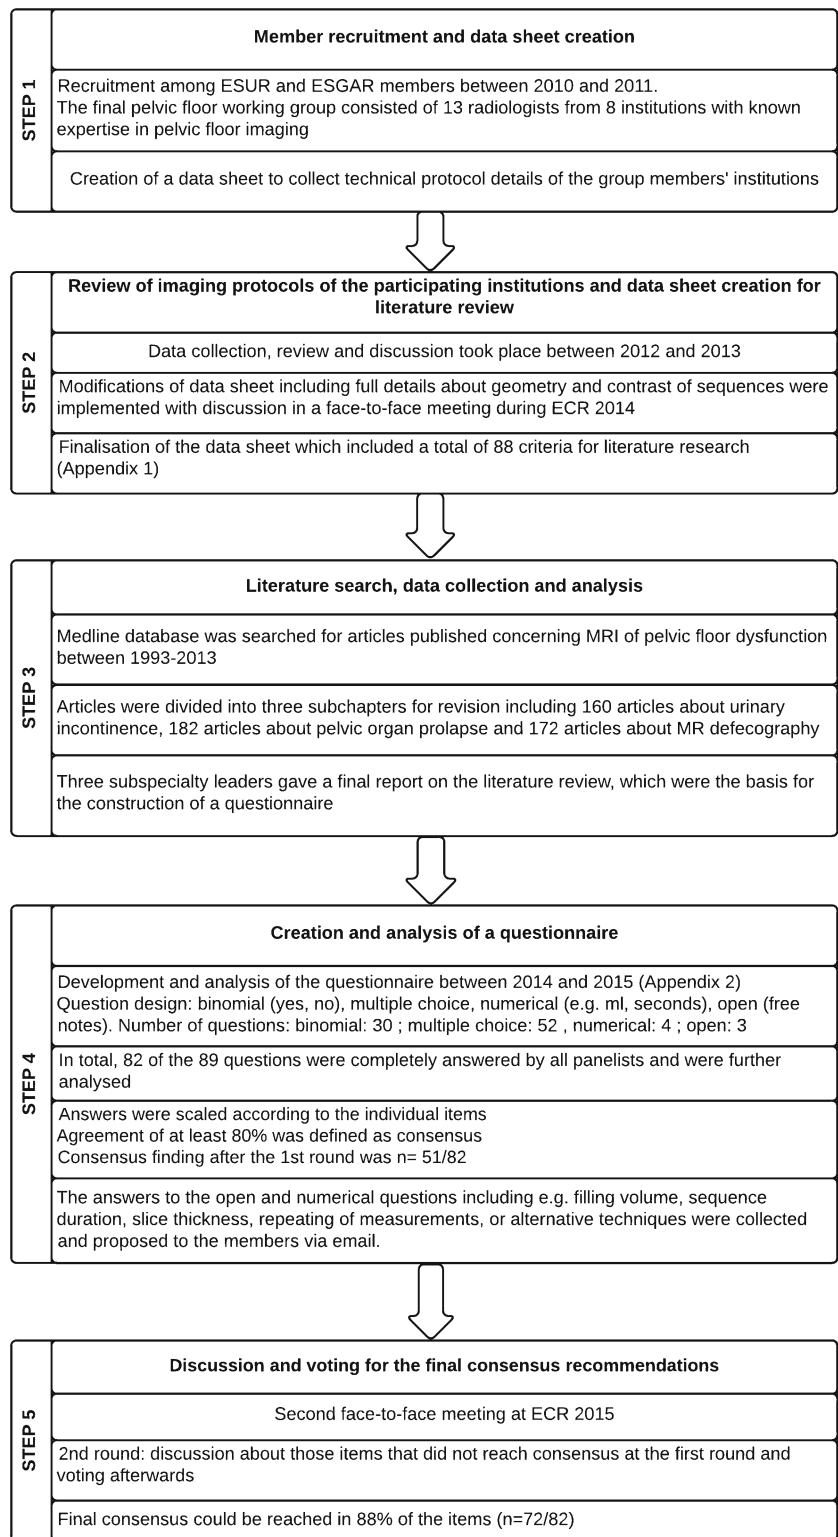 STEP 1
Member recruitment and data sheet creation
Recruitment among ESUR and ESGAR members between 2010 and 2011.
The final pelvic floor working group consisted of 13 radiologists from 8 institutions with known
expertise in pelvic floor imaging
Creation of a data sheet to collect technical protocol details of the group members' institutions
STEP 2
Review of imaging protocols of the participating institutions and data sheet creation for
literature review
Data collection, review and discussion took place between 2012 and 2013
Modifications of data sheet including full details about geometry and contrast of sequences were
implemented with discussion in a face-to-face meeting during ECR 2014
Finalisation of the data sheet which included a total of 88 criteria for literature research
(Appendix 1)
STEP 3
Literature search, data collection and analysis
Medline database was searched for articles published concerning MRI of pelvic floor dysfunction
between 1993-2013
Articles were divided into three subchapters for revision including 160 articles about urinary
incontinence, 182 articles about pelvic organ prolapse and 172 articles about MR defecography
Three subspecialty leaders gave a final report on the literature review, which were the basis for
the construction of a questionnaire
STEP 4
Creation and analysis of a questionnaire
Development and analysis of the questionnaire between 2014 and 2015 (Appendix 2)
Question design: binomial (yes, no), multiple choice, numerical (e.g. ml, seconds), open (free
notes). Number of questions: binomial: 30 ; multiple choice: 52 , numerical: 4 ; open: 3
In total, 82 of the 89 questions were completely answered by all panelists and were further
analysed
Answers were scaled according to the individual items
Agreement of at least 80% was defined as consensus
Consensus finding after the 1st round was n= 51/82
The answers to the open and numerical questions including e.g. filling volume, sequence
duration, slice thickness, repeating of measurements, or alternative techniques were collected
and proposed to the members via email.
STEP 5
Discussion and voting for the final consensus recommendations
Second face-to-face meeting at ECR 2015
2nd round: discussion about those items that did not reach consensus at the first round and
voting afterwards
Final consensus could be reached in 88% of the items (n=72/82)